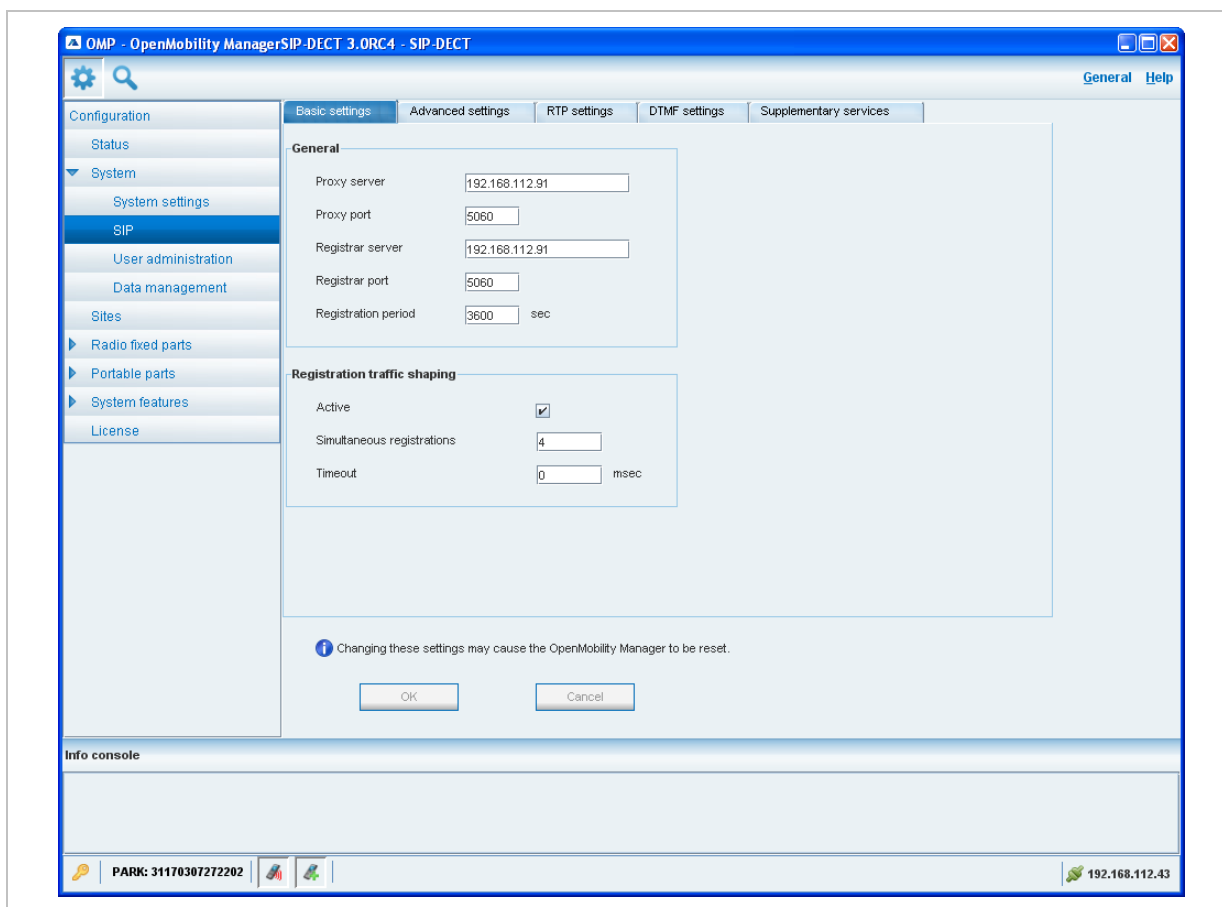 OMP - OpenMobility ManagerSIP-DECT 3.0RC4 - SIP-DECT
General Help
Configuration
Status
System
System settings
SIP
User administration
Data management
Sites
Radio fixed parts
Portable parts
System features
License
Basic settings Advanced settings RTP settings DTMF settings Supplementary services
General
Proxy server 192.168.112.91
Proxy port 5060
Registrar server 192.168.112.91
Registrar port 5060
Registration period 3600 sec
Registration traffic shaping
Active
Simultaneous registrations 4
Timeout 0 msec
Changing these settings may cause the OpenMobility Manager to be reset.
OK Cancel
Info console
PARK: 31170307272202 192.168.112.43